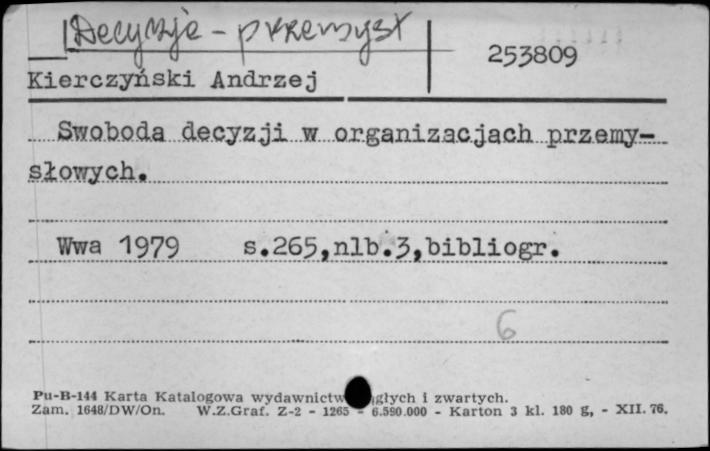 Decyzje - przemysł
253809
Kierczyński Andrzej
Swoboda decyzji w organizacjach przemy-
słowych.
Wwa 1979 s.265,nlb.3,bibliogr.
6
Pu-B-144 Karta Katalogowa wydawnictw głych i zwartych.
Zam. 1648/DW/On. W.Z.Graf. Z-2 - 1265 - 6.590.000 - Karton 3 kl. 180 g, - XII. 76.